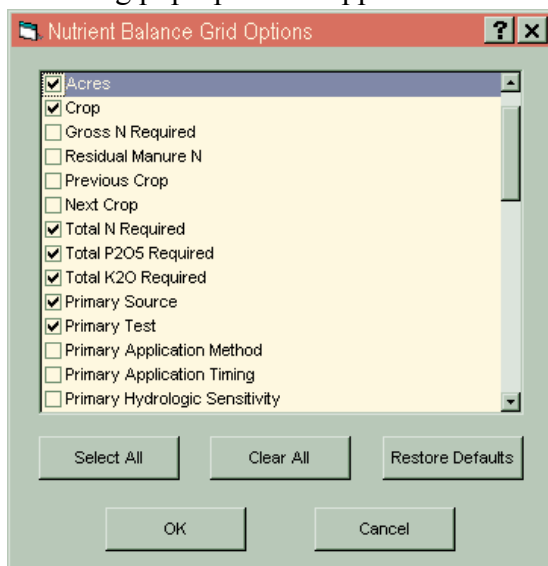 Nutrient Balance Grid Options
Acres
Crop
Gross N Required
Residual Manure N
Previous Crop
Next Crop
Total N Required
Total P2O5 Required
Total K2O Required
Primary Source
Primary Test
Primary Application Method
Primary Application Timing
Primary Hydrologic Sensitivity
Select All Clear All Restore Defaults
OK Cancel